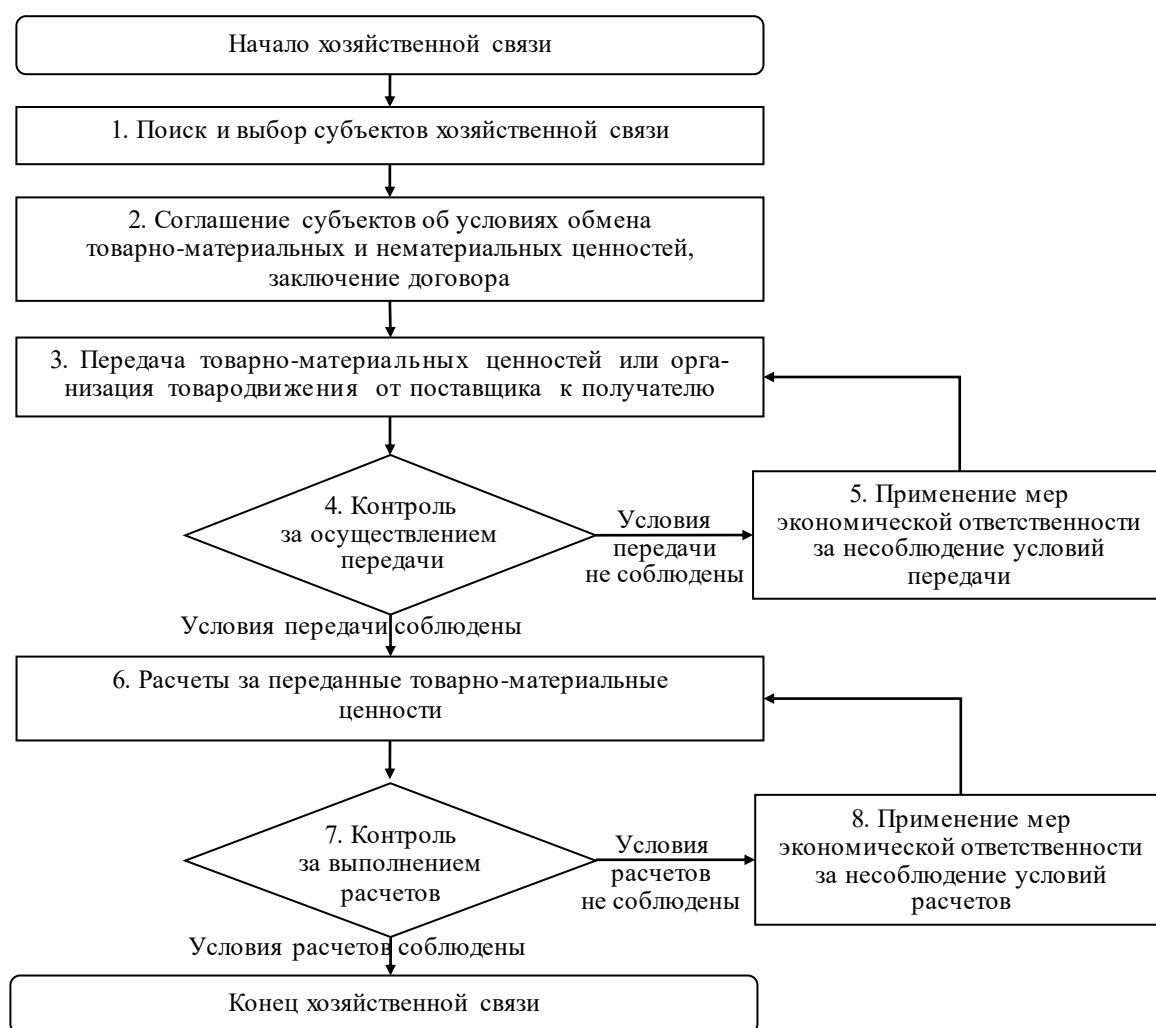 Начало хозяйственной связи
1. Поиск и выбор субъектов хозяйственной связи
2. Соглашение субъектов об условиях обмена
товарно-материальных и нематериальных ценностей,
заключение договора
3. Передача товарно-материальных ценностей или орга-
низация товародвижения от поставщика к получателю
4. Контроль
за осуществлением
передачи
Условия
передачи
не соблюдены
5. Применение мер
экономической ответственности
за несоблюдение условий
передачи
Условия передачи соблюдены
6. Расчеты за переданные товарно-материальные
ценности
7. Контроль
за выполнением
расчетов
Условия
расчетов
не соблюдены
8. Применение мер
экономической ответственности
за несоблюдение условий
расчетов
Условия расчетов соблюдены
Конец хозяйственной связи